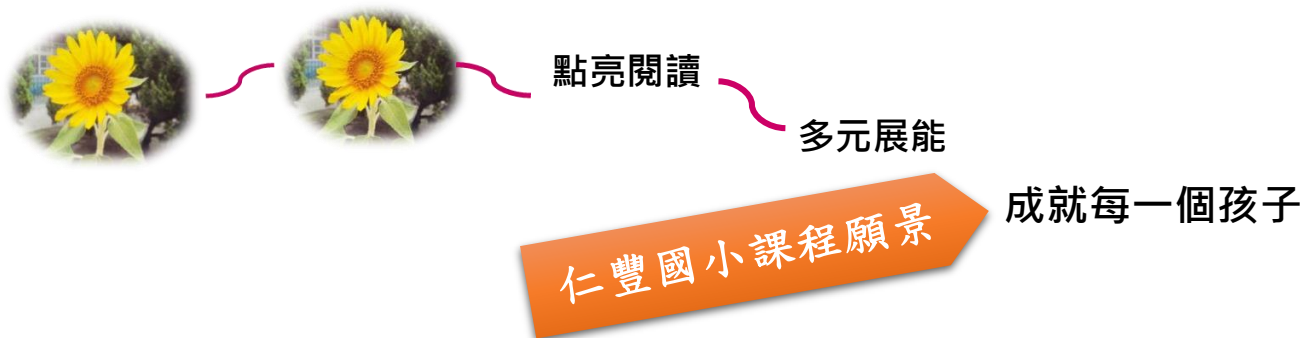 點亮閱讀
多元展能
成就每一個孩子
仁豐國小課程願景